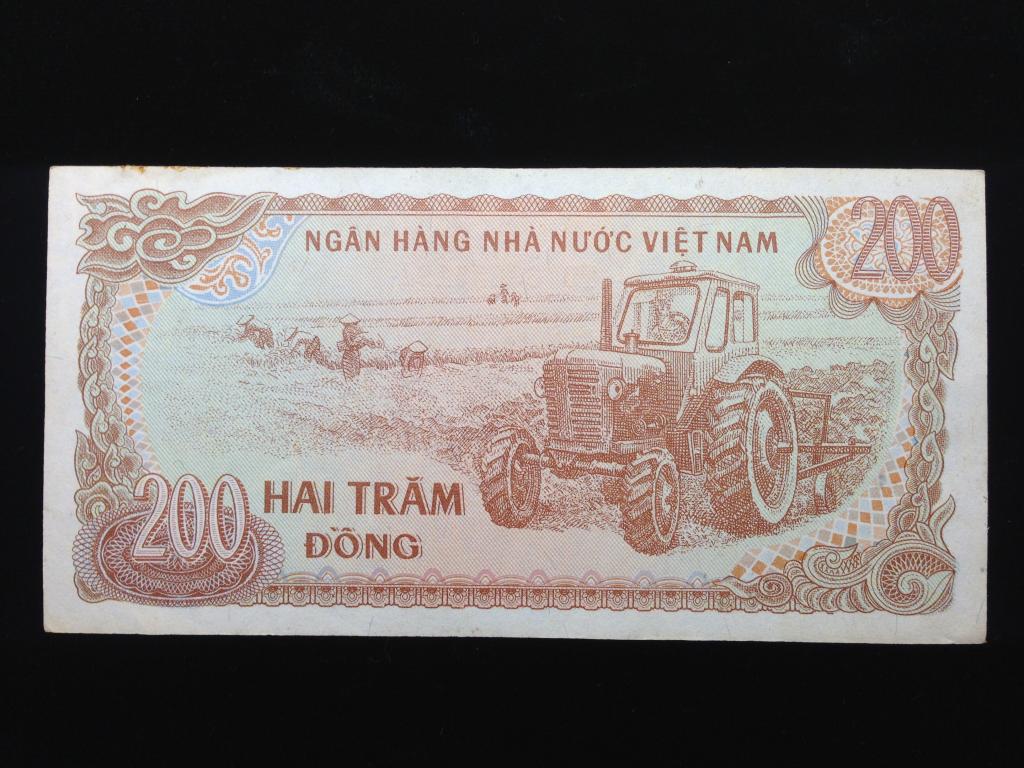 NGÂN HÀNG NHÀ NƯỚC VIỆT NAM
200
200
HAI TRĂM
ĐỒNG